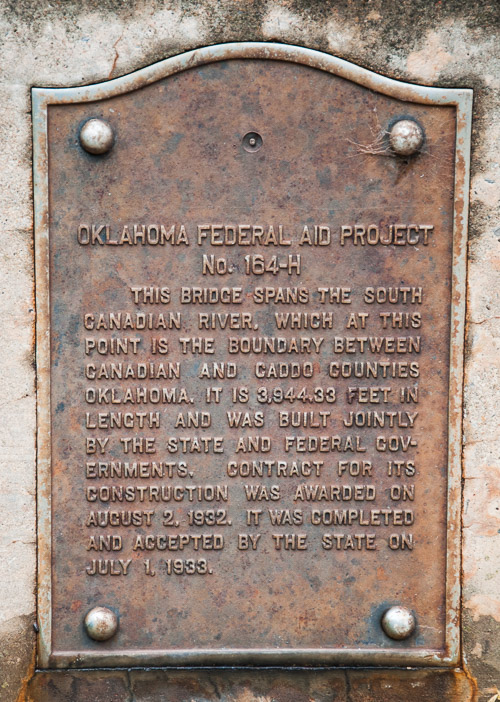 OKLAHOMA FEDERAL AID PROJECT
NO. 164-H
THIS BRIDGE SPANS THE SOUTH
CANADIAN RIVER, WHICH AT THIS
POINT IS THE BOUNDARY BETWEEN
CANADIAN AND CADDO COUNTIES
OKLAHOMA. IT IS 3,944.33 FEET IN
LENGTH AND WAS BUILT JOINTLY
BY THE STATE AND FEDERAL GOV-
ERNMENTS. CONTRACT FOR ITS
CONSTRUCTION WAS AWARDED ON
AUGUST 2, 1932. IT WAS COMPLETED
AND ACCEPTED BY THE STATE ON
JULY 1, 1933.